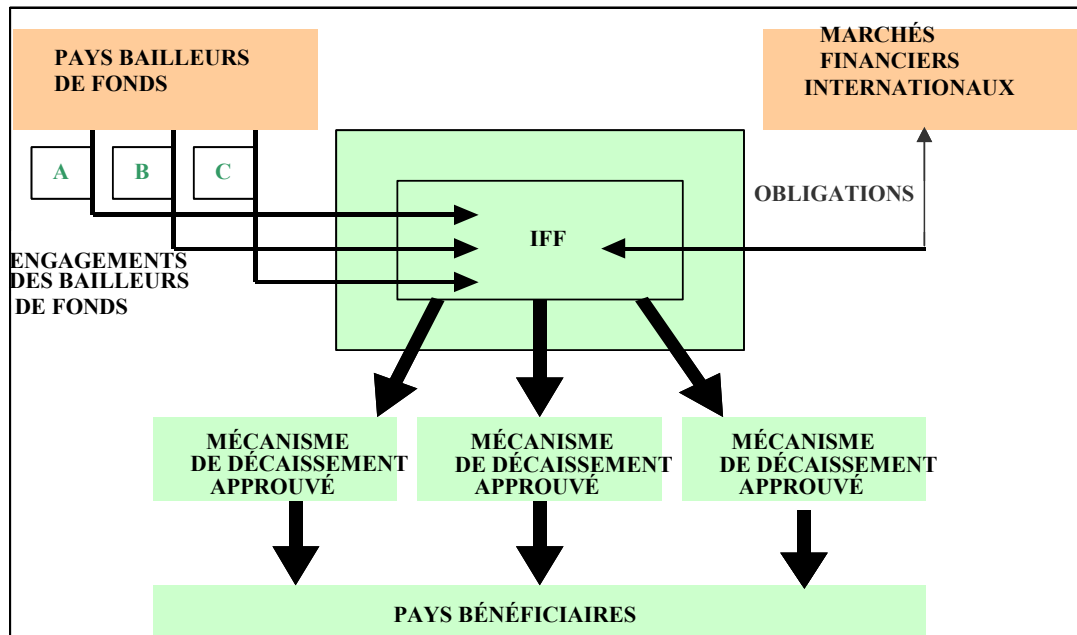 PAYS BAILLEURS
DE FONDS
MARCHÉS
FINANCIERS
INTERNATIONAUX
A
B
C
OBLIGATIONS
IFF
ENGAGEMENTS
DES BAILLEURS
DE FONDS
MÉCANISME
DE DÉCAISSEMENT
APPROUVÉ
MÉCANISME
DE DÉCAISSEMENT
APPROUVÉ
MÉCANISME
DE DÉCAISSEMENT
APPROUVÉ
PAYS BÉNÉFICIAIRES